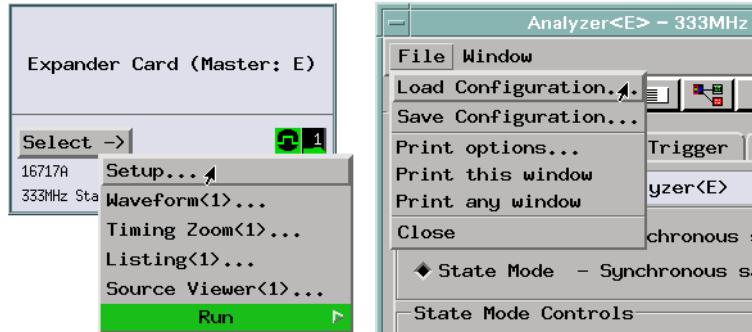 Expander Card (Master: E)
Select ->
1
16717A
333MHz Sta
Setup...
Waveform<1>...
Timing Zoom<1>...
Listing<1>...
Source Viewer<1>...
Run
Analyzer<E> - 333MHz
File Window
Load Configuration...
Save Configuration...
Print options...
Print this window
Print any window
Close
Trigger
yzer<E>
chronous s
State Mode - Synchronous sa
State Mode Controls